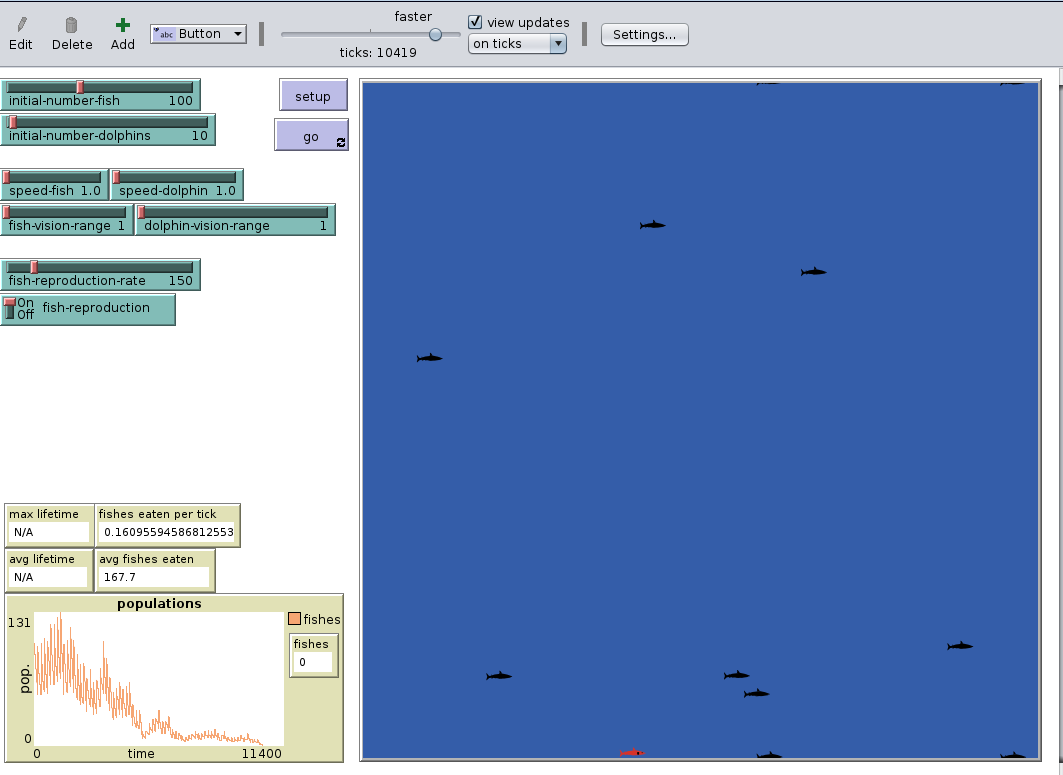 faster
Edit
Delete
Add
abc Button
view updates
on ticks
Settings...
ticks: 10419
initial-number-fish 100
initial-number-dolphins 10
setup
go
speed-fish 1.0
speed-dolphin 1.0
fish-vision-range 1
dolphin-vision-range 1
fish-reproduction-rate 150
On
Off
fish-reproduction
max lifetime
N/A
fishes eaten per tick
0.16095594586812553
avg lifetime
N/A
avg fishes eaten
167.7
populations
131
pop.
0
0
time
11400
fishes
fishes
0